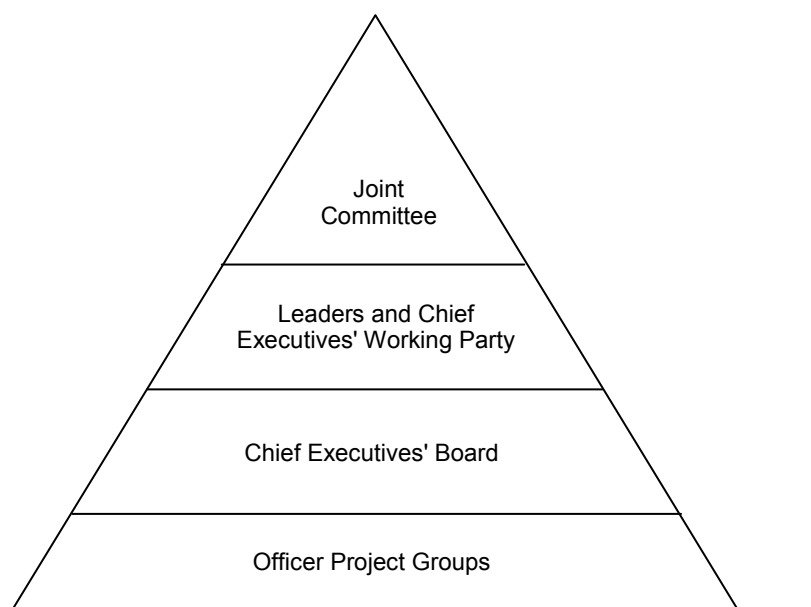 Joint
Committee
Leaders and Chief
Executives' Working Party
Chief Executives' Board
Officer Project Groups